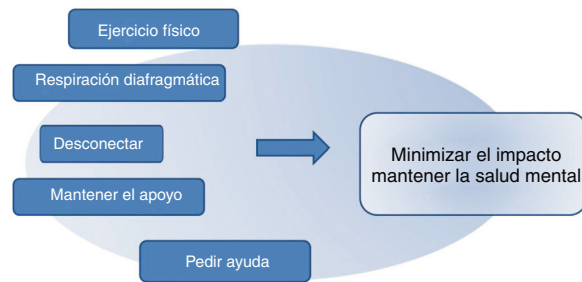 Ejercicio físico
Respiración diafragmática
Desconectar
Mantener el apoyo
Pedir ayuda
Minimizar el impacto
mantener la salud mental